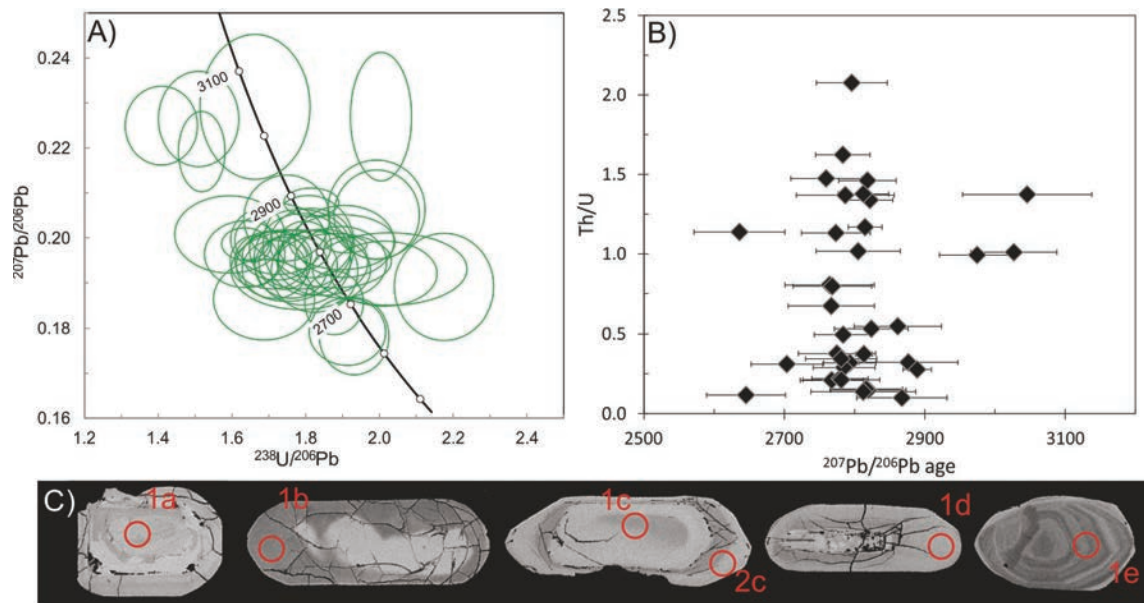 A)
0.24
0.22
0.20
0.18
0.16
207Pb/206Pb
3100
2900
2700
1.2 1.4 1.6 1.8 2.0 2.2 2.4 2.6
238U/206Pb
B)
2.5
2.0
1.5
1.0
0.5
0.0
Th/U
2500 2700 2900 3100
207Pb/206Pb age
C)
1a
1b
1c
2c
1d
1e